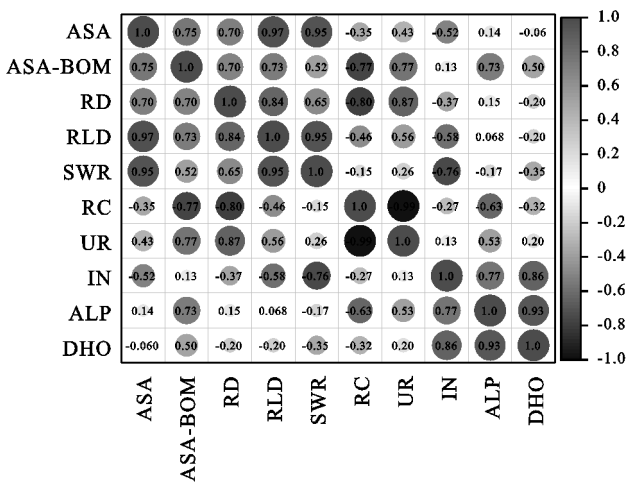 ASA 1.0 0.75 0.70 0.97 0.95 -0.35 0.43 -0.52 0.14 -0.06
ASA-BOM 0.75 1.0 0.70 0.73 0.52 -0.77 0.77 0.13 0.73 0.50
RD 0.70 0.70 1.0 0.84 0.65 -0.80 0.87 -0.37 0.15 -0.20
RLD 0.97 0.73 0.84 1.0 0.95 -0.46 0.56 -0.58 0.068 -0.20
SWR 0.95 0.52 0.65 0.95 1.0 -0.15 0.26 -0.76 -0.17 -0.35
RC -0.35 -0.77 -0.80 -0.46 -0.15 1.0 -0.99 -0.27 -0.63 -0.32
UR 0.43 0.77 0.87 0.56 0.26 -0.99 1.0 0.13 0.53 0.20
IN -0.52 0.13 -0.37 -0.58 -0.76 -0.27 0.13 1.0 0.77 0.86
ALP 0.14 0.73 0.15 0.068 -0.17 -0.63 0.53 0.77 1.0 0.93
DHO -0.060 0.50 -0.20 -0.20 -0.35 -0.32 0.20 0.86 0.93 1.0
ASA ASA-BOM RD RLD SWR RC UR IN ALP DHO
1.0
0.8
0.6
0.4
0.2
0
-0.2
-0.4
-0.6
-0.8
-1.0